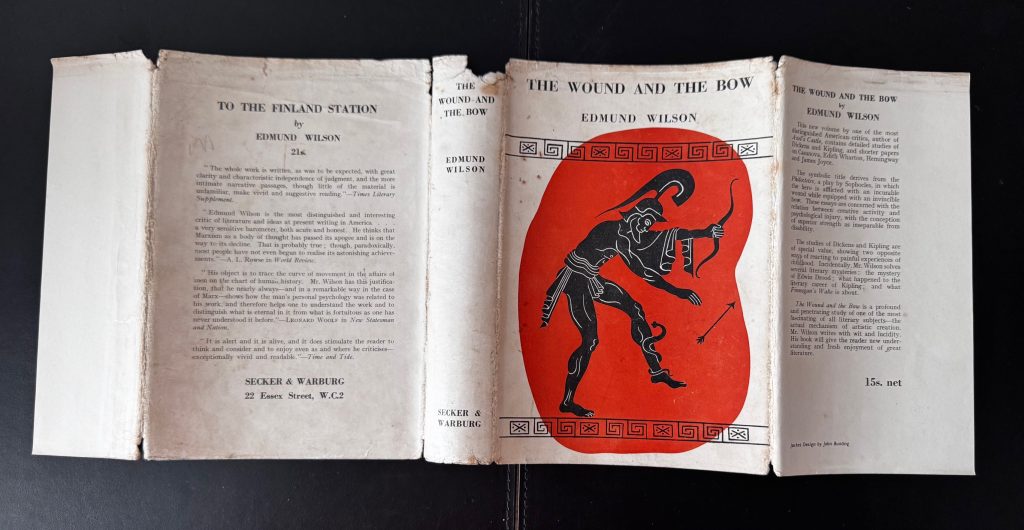 TO THE FINLAND STATION
by
EDMUND WILSON
21s.
"The whole work is written, as was to be expected, with great
clarity and characteristic independence of judgment, and the more
intimate narrative passages, though little of the material is
unfamiliar, make vivid and suggestive reading."—Times Literary
Supplement.
"Edmund Wilson is the most distinguished and interesting
critic of literature and ideas at present writing in America
a very sensitive barometer, both acute and honest. He thinks that
Marxism as a body of thought has passed its apogee and is on the
way to its decline. That is probably true; though, paradoxically,
most people have not even begun to realise its astonishing achieve-
ments."—A. L. Rowse in World Review.
"His object is to trace the curve of movement in the affairs of
men on the chart of human history. Mr. Wilson has this justifica-
tion, that he nearly always—and in a remarkable way in the case
of Marx—shows how the man's personal psychology was related to
his work, and therefore helps one to understand the work and to
distinguish what is eternal in it from what is fortuitous as one has
never understood it before."—Leonard Woolf in New Statesman
and Nation.
"It is alert and it is alive, and it does stimulate the reader to
think and consider and to enjoy even as and where he criticises—
exceptionally vivid and readable."—Time and Tide.
SECKER & WARBURG
22 Essex Street, W.C.2
THE
WOUND AND
THE BOW
EDMUND
WILSON
SECKER &
WARBURG
THE WOUND AND THE BOW
EDMUND WILSON
THE WOUND AND THE BOW
by
EDMUND WILSON
This new volume by one of the most
distinguished American critics, author of
Axel's Castle, contains detailed studies of
Dickens and Kipling, and shorter papers
on Casanova, Edith Wharton, Hemingway
and James Joyce.
The symbolic title derives from the
Philoctetes, a play by Sophocles, in which
the hero is afflicted with an incurable
wound while equipped with an invincible
bow. These essays are concerned with the
relation between creative activity and
psychological injury, with the conception
of superior strength as inseparable from
disability.
The studies of Dickens and Kipling are
of special value, showing two opposite
ways of reacting to painful experiences of
childhood. Incidentally Mr. Wilson solves
several literary mysteries: the mystery
of Edwin Drood; what happened to the
literary career of Kipling; and what
Finnegan's Wake is about.
The Wound and the Bow is a profound
and penetrating study of one of the most
fascinating of all literary subjects—the
actual mechanism of artistic creation.
Mr. Wilson writes with wit and lucidity.
His book will give the reader new under-
standing and fresh enjoyment of great
literature.
15s. net
Jacket Design by John Bunting